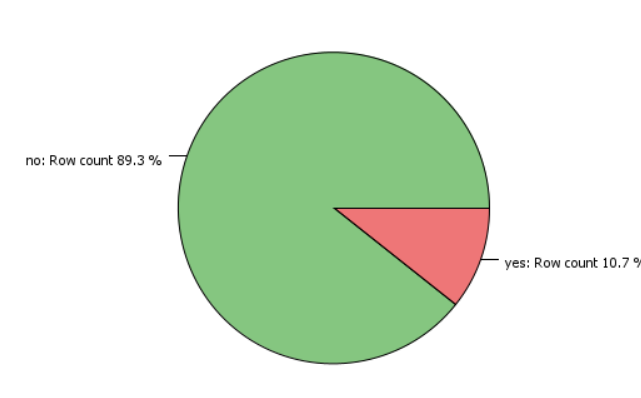 no: Row count 89.3 %
yes: Row count 10.7 %